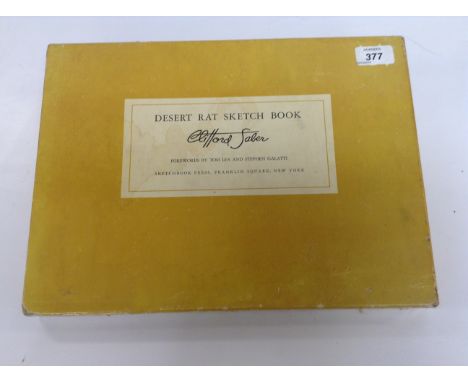 DESERT RAT SKETCH BOOK
Clifford Saber
FOREWORDS BY TOM LEA AND STEPHEN GALATTI
SKETCHBOOK PRESS, FRANKLIN SQUARE, NEW YORK
377